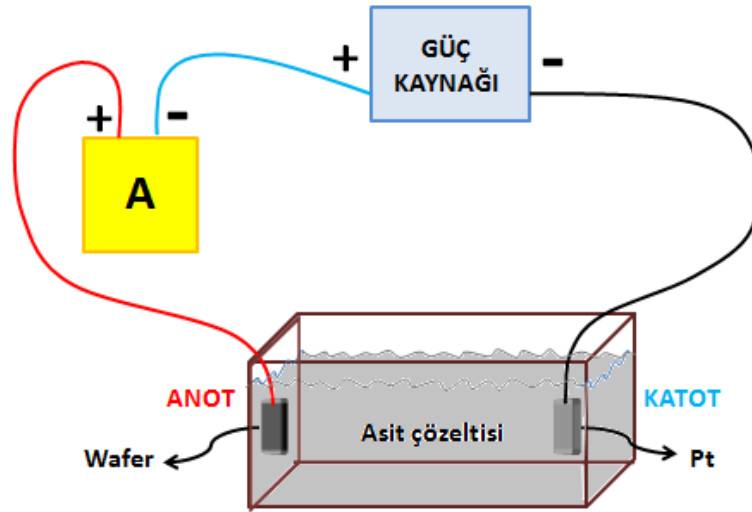 +
-
A
+
GÜÇ
KAYNAĞI
-
ANOT
KATOT
Wafer
Asit çözeltisi
Pt